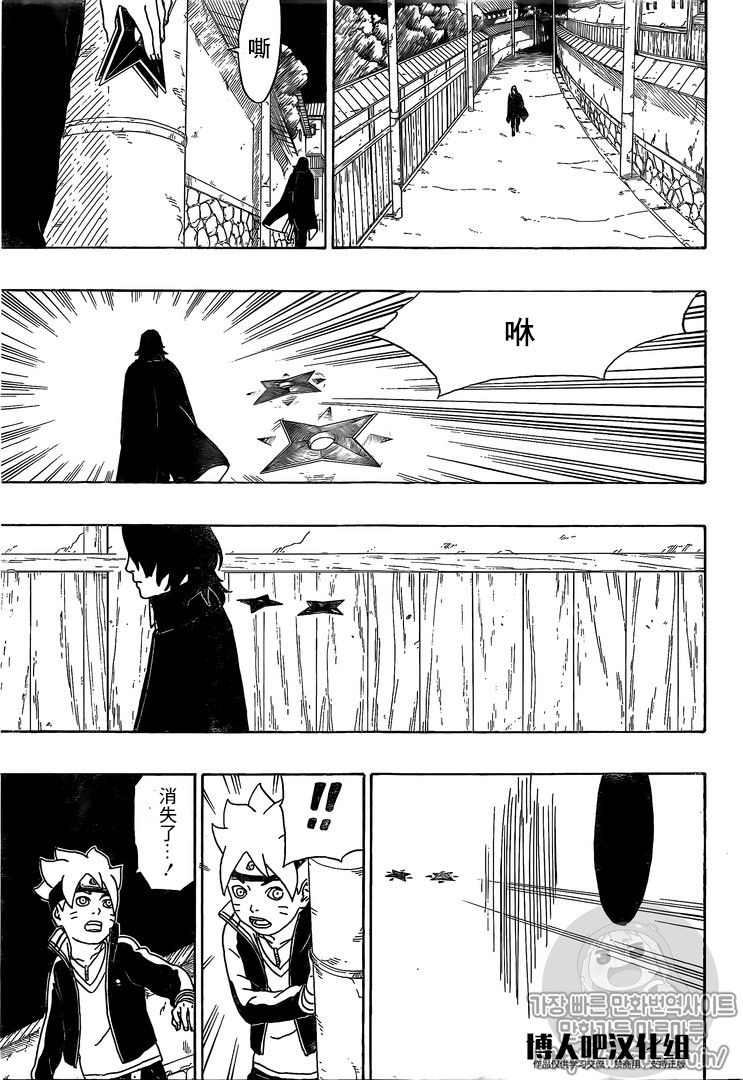 嘶
咻
!!
消失了…!
가장 빠른 만화번역사이트
博人吧汉化组
作品仅供学习交流 禁商用 支持正版